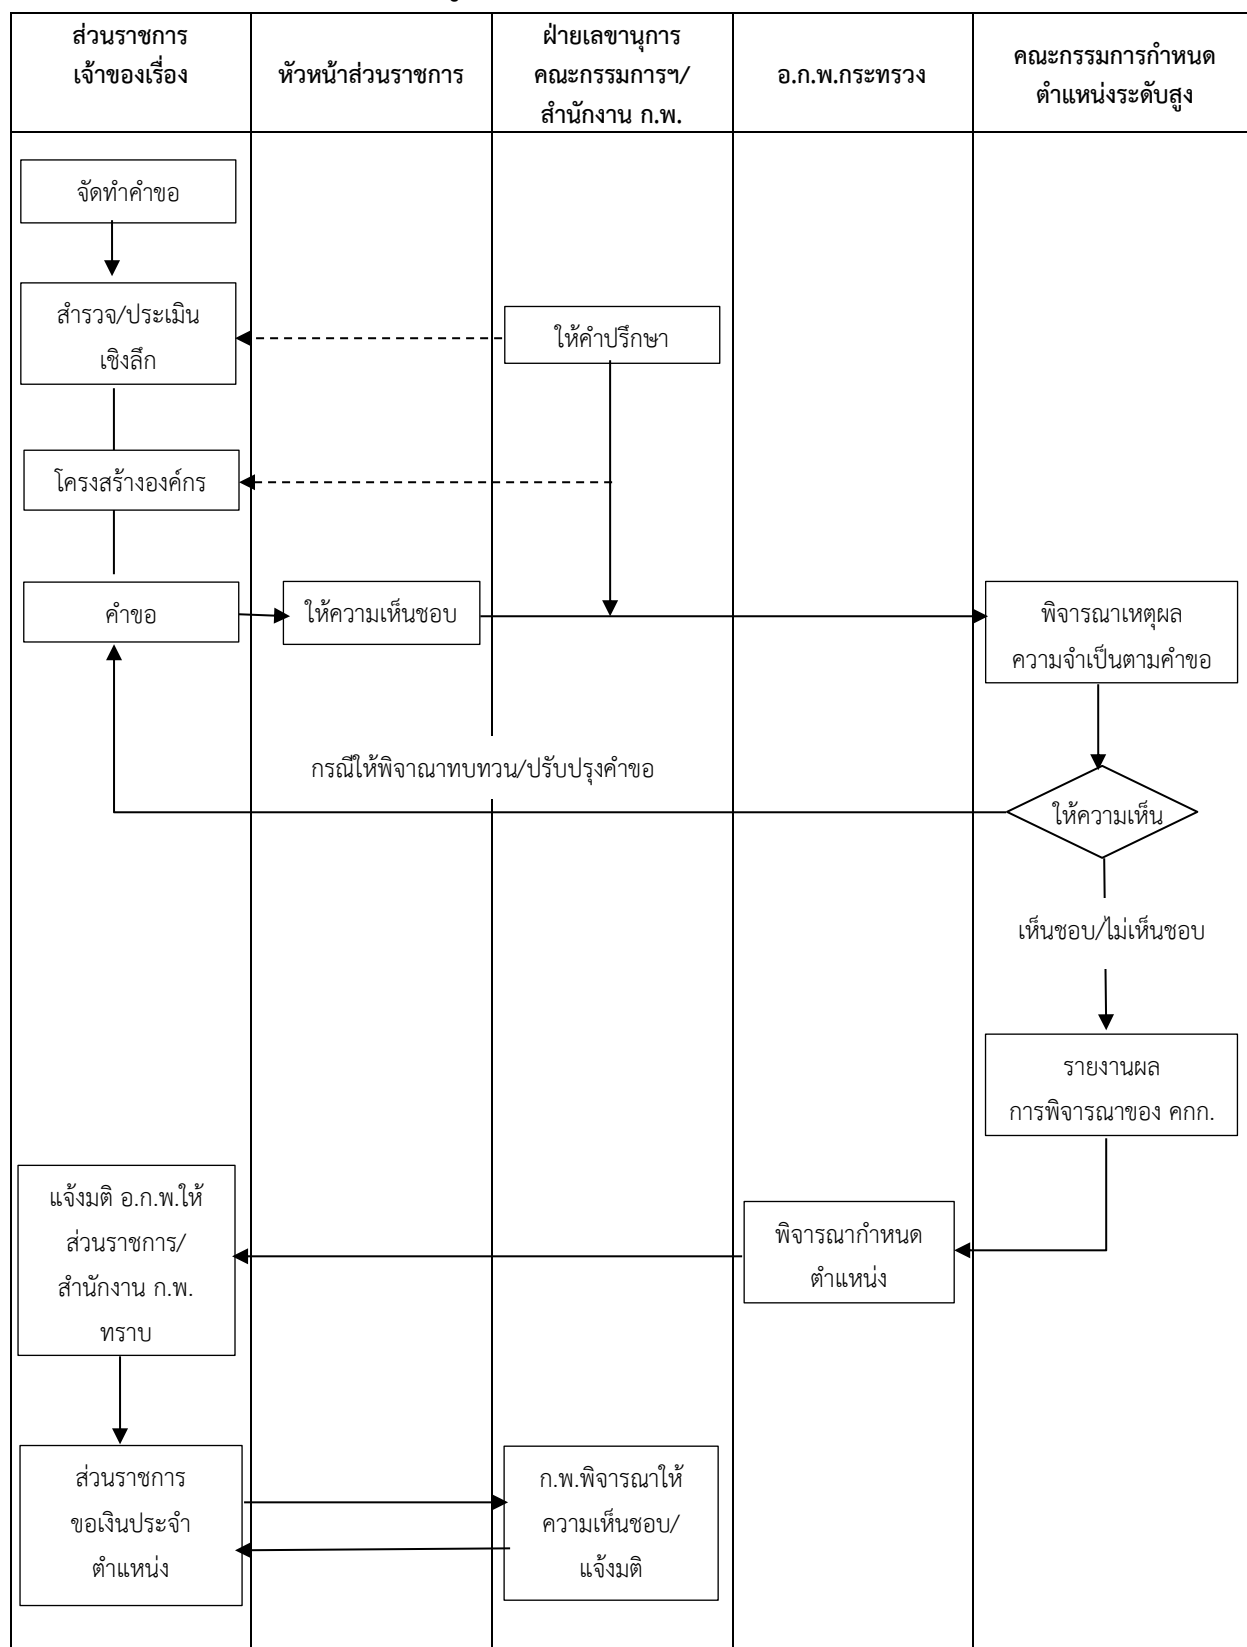 ส่วนราชการ
เจ้าของเรื่อง
หัวหน้าส่วนราชการ
ฝ่ายเลขานุการ
คณะกรรมการฯ/
สำนักงาน ก.พ.
อ.ก.พ.กระทรวง
คณะกรรมการกำหนด
ตำแหน่งระดับสูง
จัดทำคำขอ
สำรวจ/ประเมิน
เชิงลึก
ให้คำปรึกษา
โครงสร้างองค์กร
คำขอ
ให้ความเห็นชอบ
พิจารณาเหตุผล
ความจำเป็นตามคำขอ
กรณีให้พิจาณาทบทวน/ปรับปรุงคำขอ
ให้ความเห็น
เห็นชอบ/ไม่เห็นชอบ
รายงานผล
การพิจารณาของ คกก.
แจ้งมติ อ.ก.พ.ให้
ส่วนราชการ/
สำนักงาน ก.พ.
ทราบ
พิจารณากำหนด
ตำแหน่ง
ส่วนราชการ
ขอเงินประจำ
ตำแหน่ง
ก.พ.พิจารณาให้
ความเห็นชอบ/
แจ้งมติ